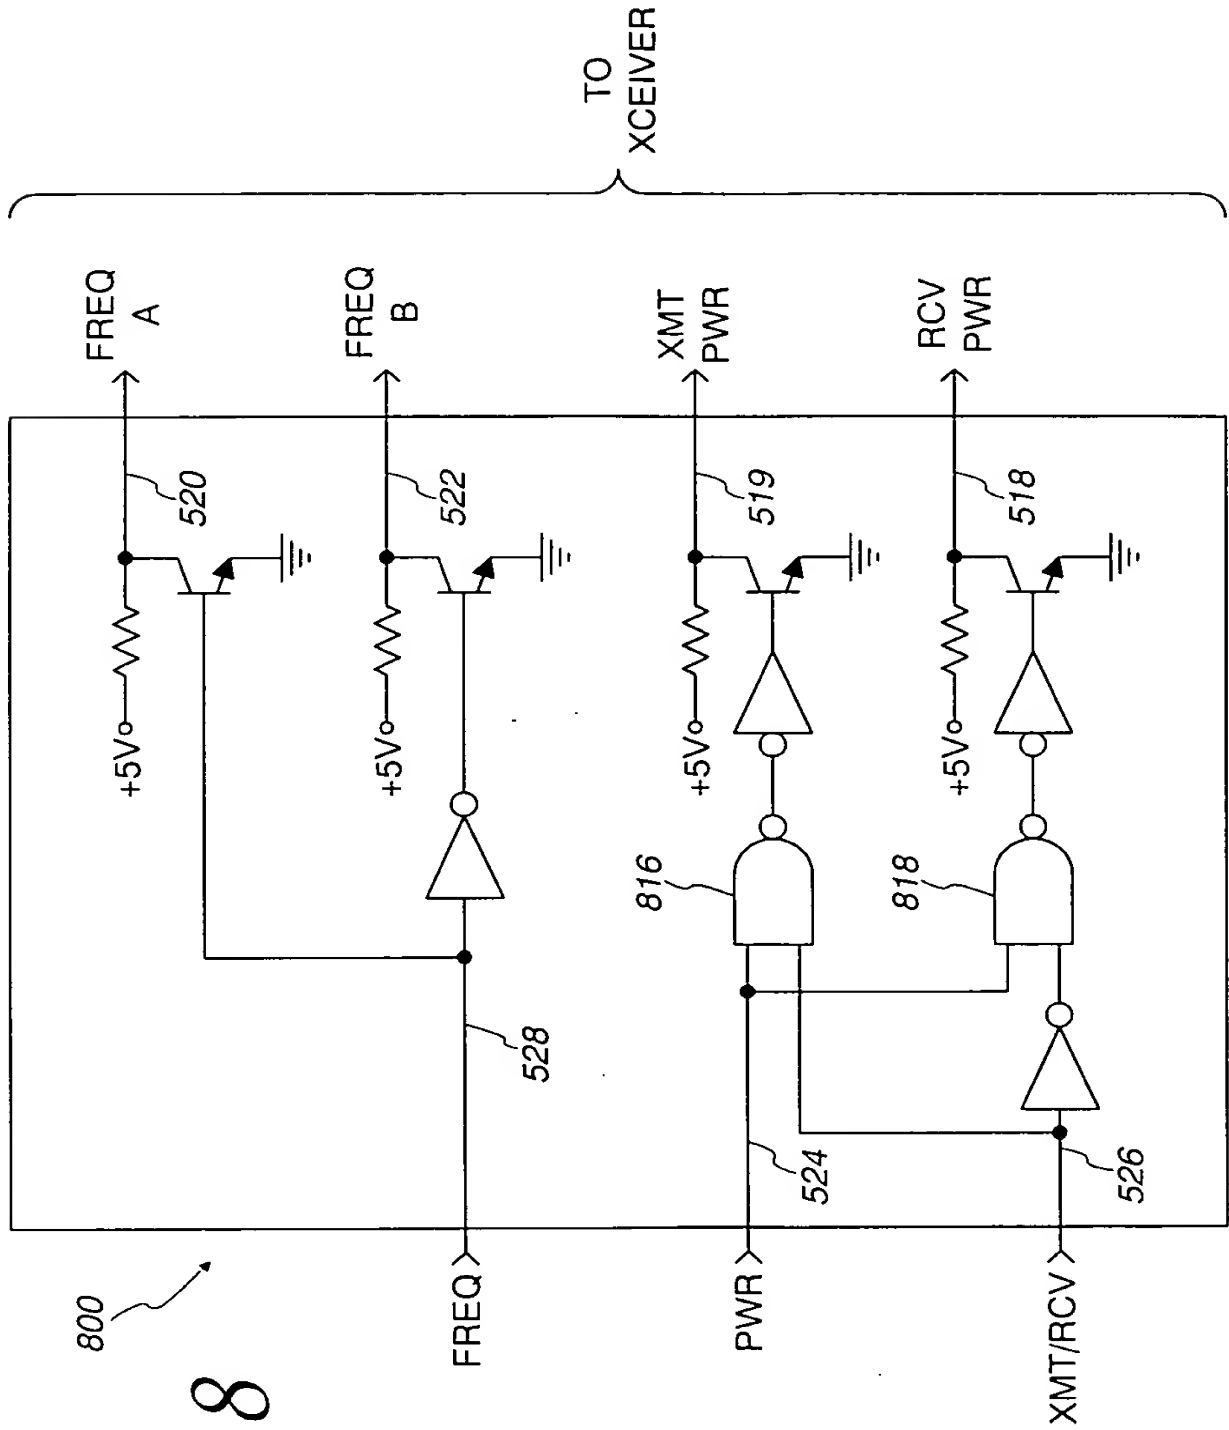 8
800
FREQ
PWR
XMT/RCV
528
524
526
+5V
+5V
+5V
+5V
816
818
520
522
519
518
FREQ
A
FREQ
B
XMT
PWR
RCV
PWR
TO
XCEIVER